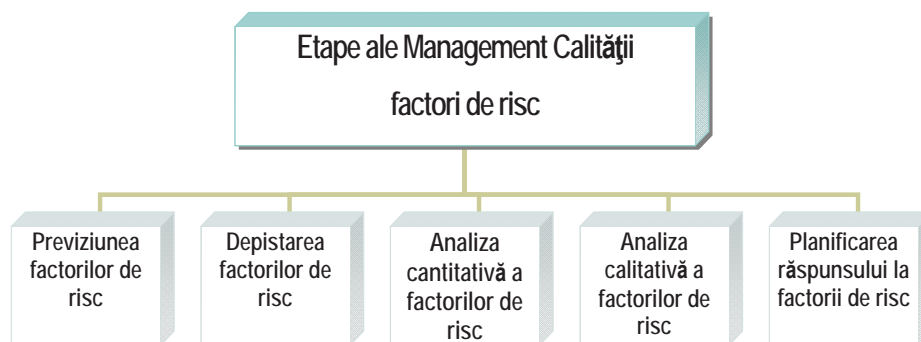 Etape ale Management Calităţii
factori de risc
Previziunea
factorilor de
risc
Depistarea
factorilor de
risc
Analiza
cantitativă a
factorilor de
risc
Analiza
calitativă a
factorilor de
risc
Planificarea
răspunsului la
factorii de risc